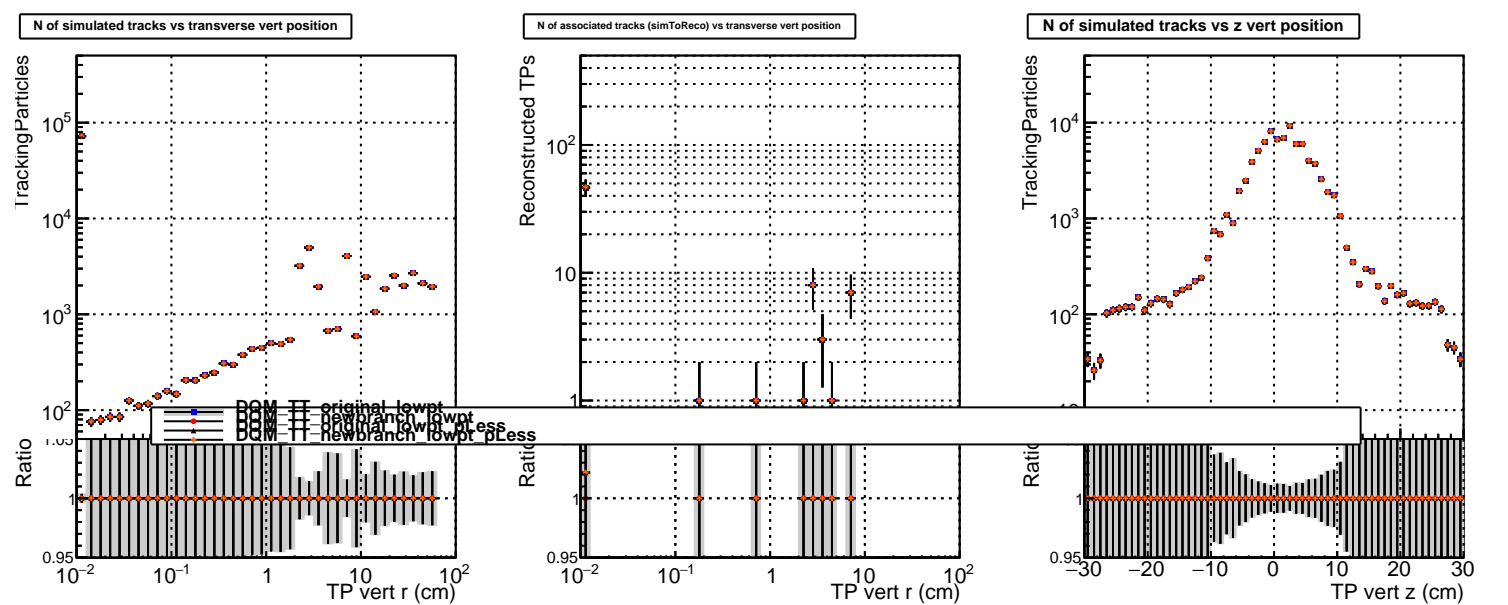 N of simulated tracks vs transverse vert position
TrackingParticles
10^5
10^4
10^3
10^2
Ratio
1
0.95
10^−2 10^−1 1 10 10^2
TP vert r (cm)
N of associated tracks (simToReco) vs transverse vert position
Reconstructed TPs
10^2
10
1
Ratio
1
0.95
10^−2 10^−1 1 10 10^2
TP vert r (cm)
N of simulated tracks vs z vert position
TrackingParticles
10^4
10^3
10^2
Ratio
1
0.95
−30 −20 −10 0 10 20 30
TP vert z (cm)
DQM_TT_original_lowpt
DQM_TT_newbranch_lowpt
DQM_TT_original_lowpt_pLess
DQM_TT_newbranch_lowpt_pLess